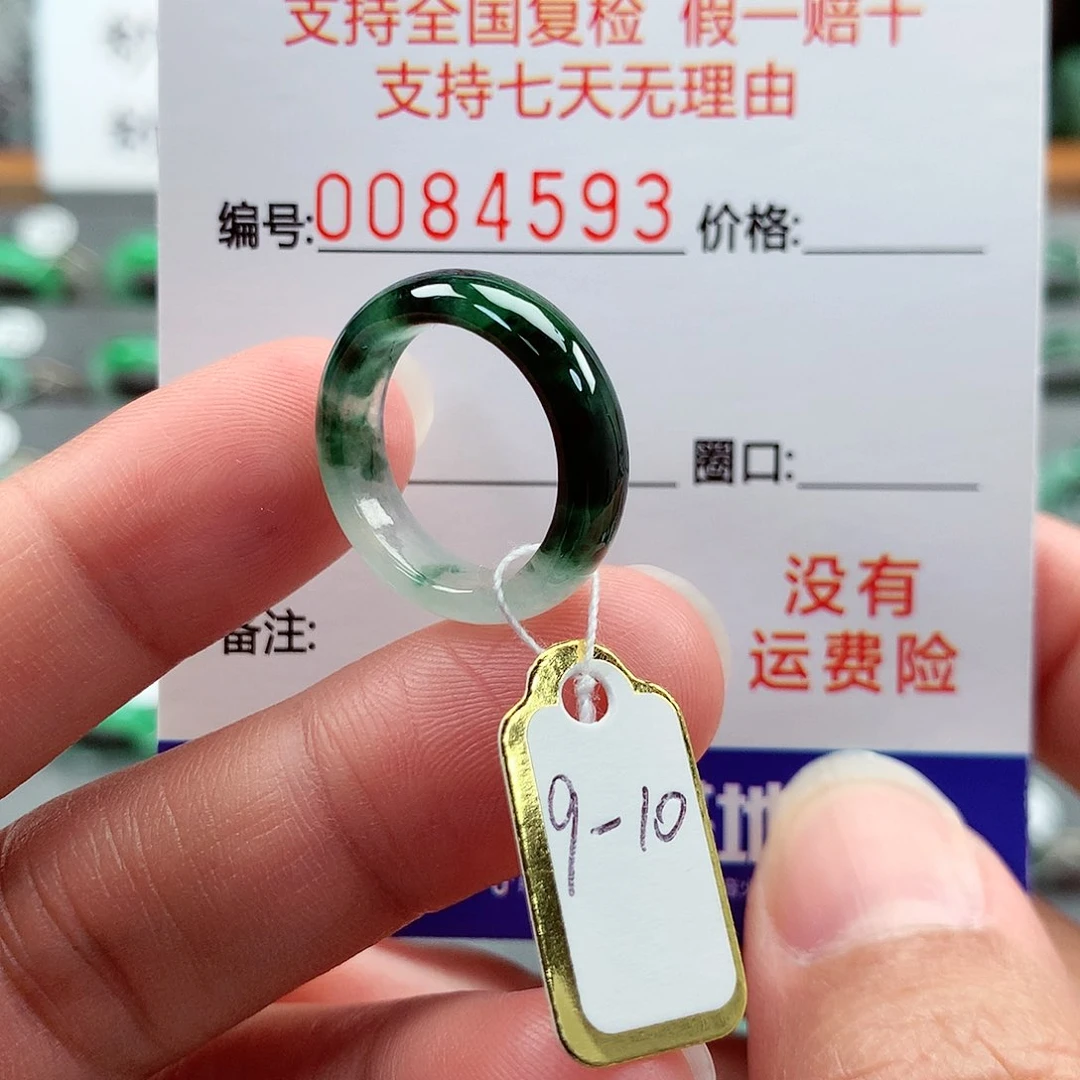 支持全国复检 假一赔十
支持七天无理由
编号:0084593 价格:
圈口:
没有
备注:
运费险
9-10
地